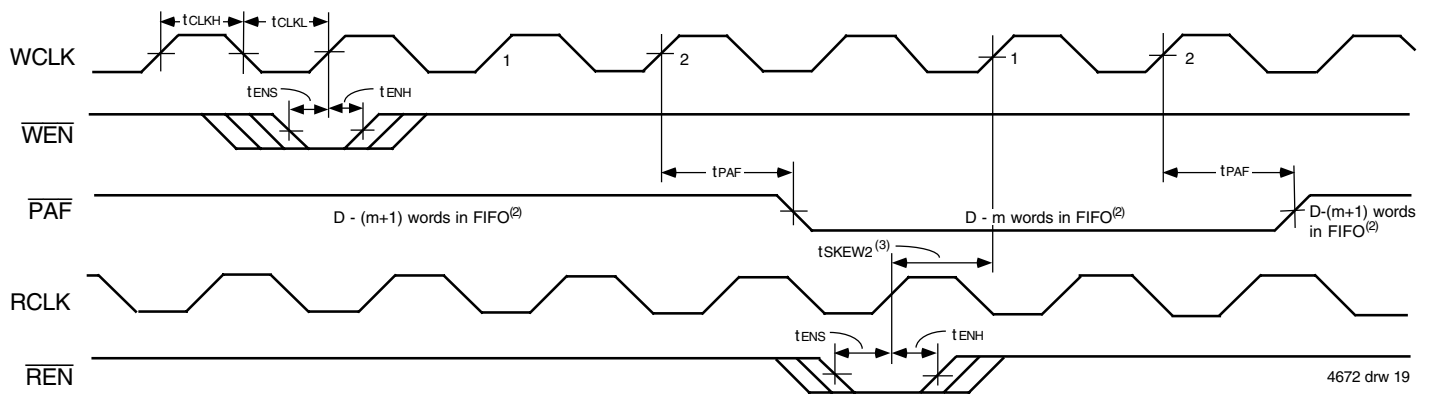 tCLKH
tCLKL
WCLK
1
2
1
2
tENS
tENH
WEN
tPAF
tPAF
PAF
D - (m+1) words in FIFO(2)
D - m words in FIFO(2)
D-(m+1) words
in FIFO(2)
tSKEW2(3)
RCLK
tENS
tENH
REN
4672 drw 19